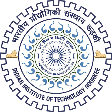 भारतीय प्रौद्योगिकी संस्थान रुड़की
INDIAN INSTITUTE OF TECHNOLOGY ROORKEE